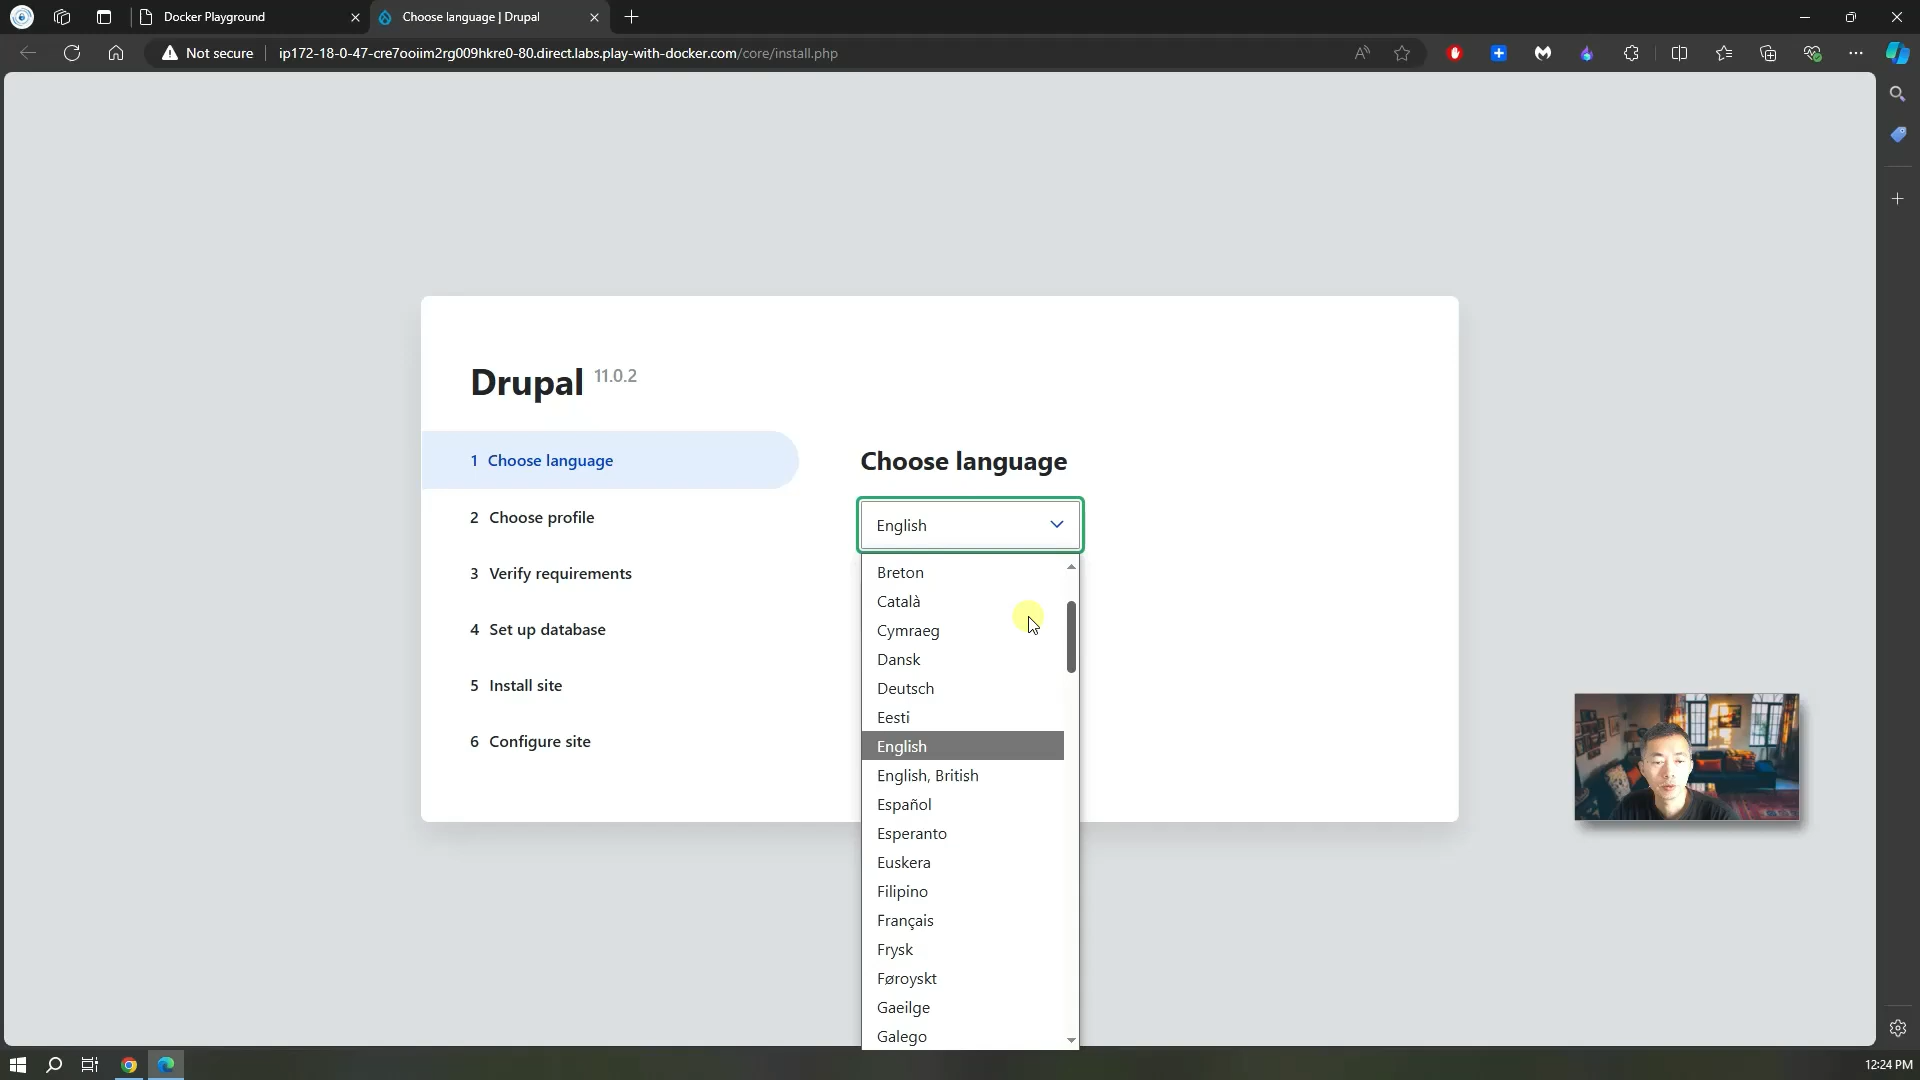 Docker Playground
Choose language | Drupal
Not secure
ip172-18-0-47-cre7ooiim2rg009hkre0-80.direct.labs.play-with-docker.com/core/install.php
Drupal 11.0.2
1 Choose language
2 Choose profile
3 Verify requirements
4 Set up database
5 Install site
6 Configure site
Choose language
English
Breton
Català
Cymraeg
Dansk
Deutsch
Eesti
English
English, British
Español
Esperanto
Euskera
Filipino
Français
Frysk
Føroyskt
Gaeilge
Galego
12:24 PM